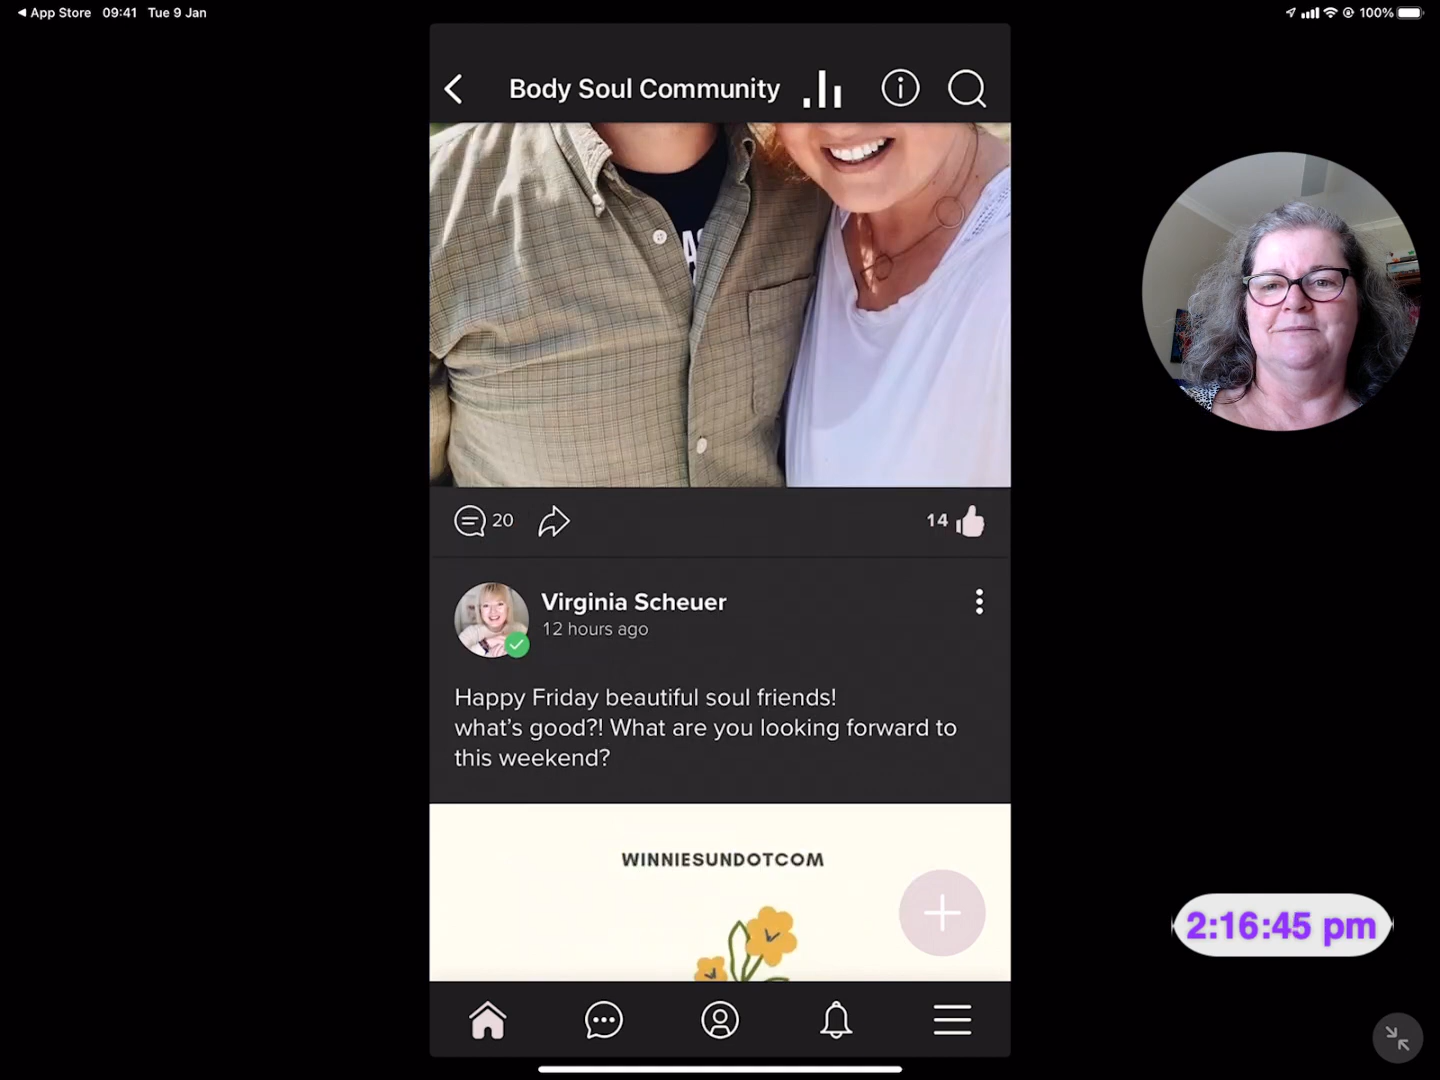 App Store 09:41 Tue 9 Jan
100%
Body Soul Community
20
14
Virginia Scheuer
12 hours ago
Happy Friday beautiful soul friends!
what's good?! What are you looking forward to
this weekend?
WINNIESUNDOTCOM
2:16:45 pm